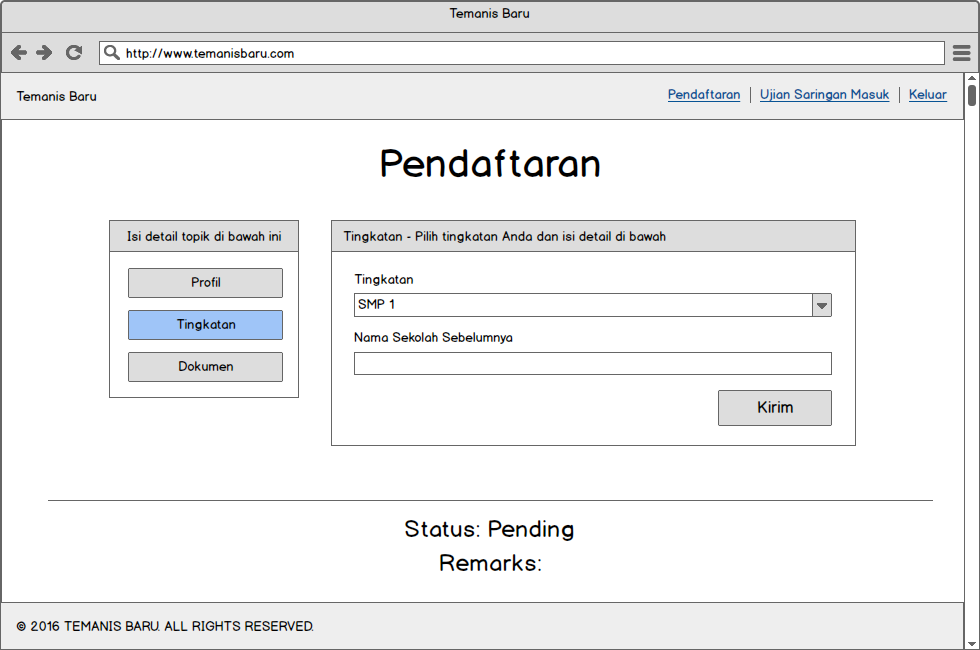 Temanis Baru
http://www.temanisbaru.com
Temanis Baru
Pendaftaran | Ujian Saringan Masuk | Keluar
Pendaftaran
Isi detail topik di bawah ini
Profil
Tingkatan
Dokumen
Tingkatan - Pilih tingkatan Anda dan isi detail di bawah
Tingkatan
SMP 1
Nama Sekolah Sebelumnya
Kirim
Status: Pending
Remarks:
© 2016 TEMANIS BARU. ALL RIGHTS RESERVED.